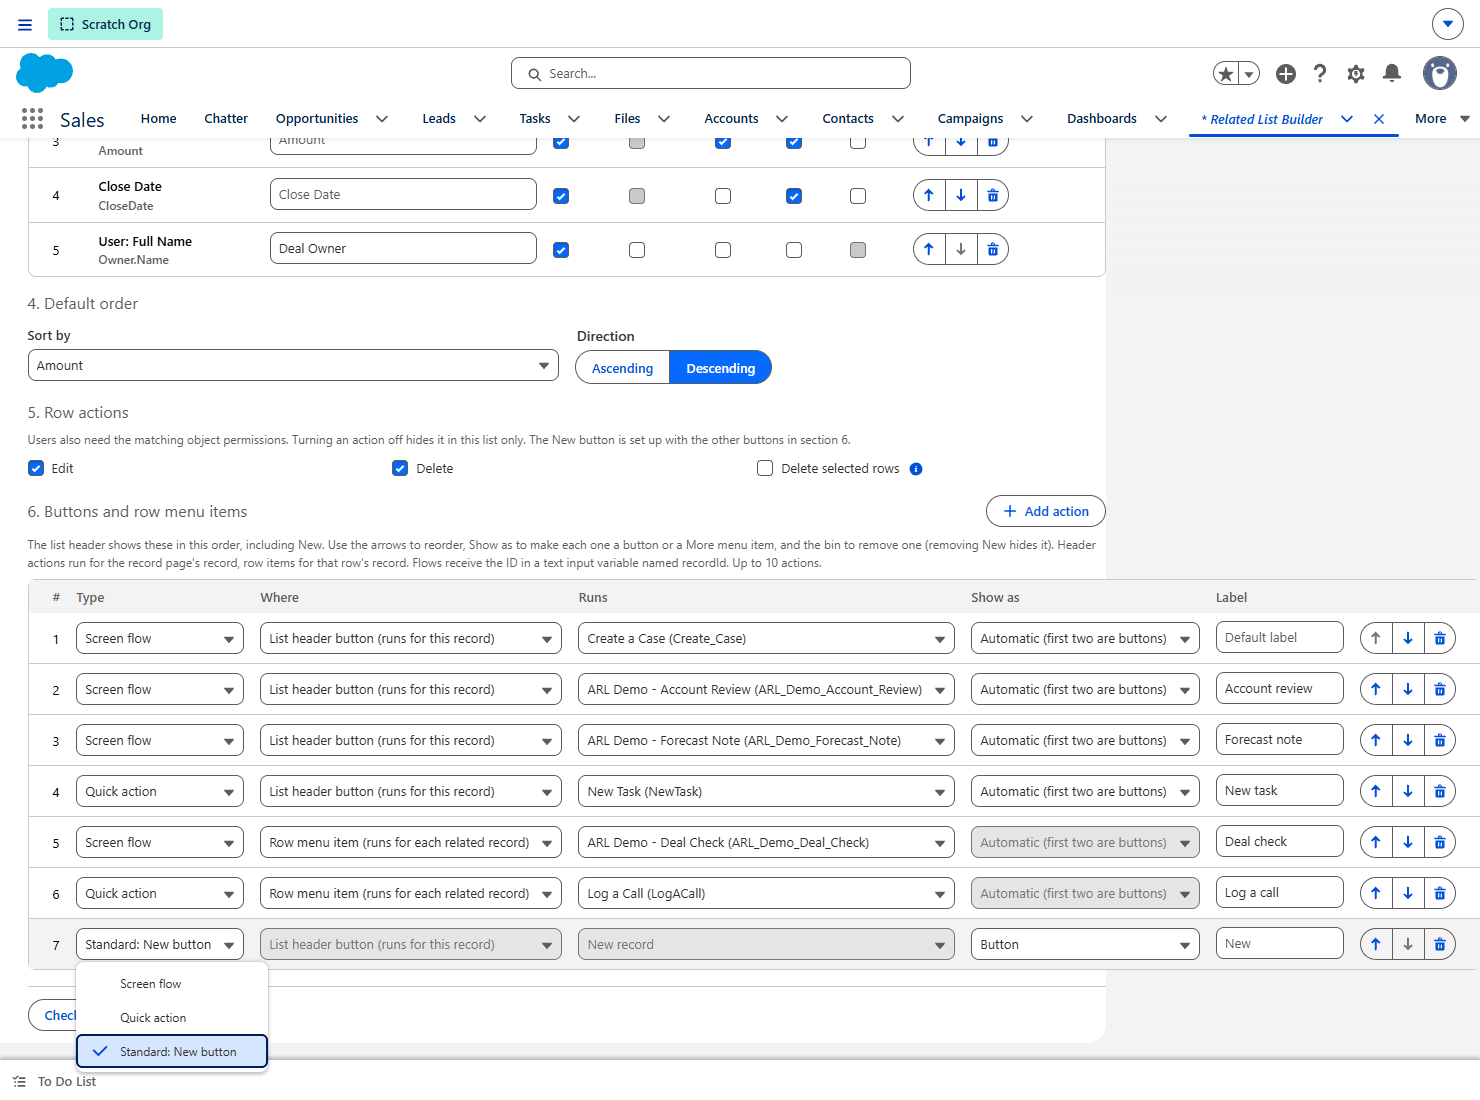 Scratch Org
Search...
Sales
Home
Chatter
Opportunities
Leads
Tasks
Files
Accounts
Contacts
Campaigns
Dashboards
* Related List Builder
More
3
Amount
Amount
4
Close Date
CloseDate
Close Date
5
User: Full Name
Owner.Name
Deal Owner
4. Default order
Sort by
Direction
Amount
Ascending
Descending
5. Row actions
Users also need the matching object permissions. Turning an action off hides it in this list only. The New button is set up with the other buttons in section 6.
Edit
Delete
Delete selected rows
6. Buttons and row menu items
Add action
The list header shows these in this order, including New. Use the arrows to reorder, Show as to make each one a button or a More menu item, and the bin to remove one (removing New hides it). Header
actions run for the record page's record, row items for that row's record. Flows receive the ID in a text input variable named recordId. Up to 10 actions.
# Type Where Runs Show as Label
1 Screen flow List header button (runs for this record) Create a Case (Create_Case) Automatic (first two are buttons) Default label
2 Screen flow List header button (runs for this record) ARL Demo - Account Review (ARL_Demo_Account_Review) Automatic (first two are buttons) Account review
3 Screen flow List header button (runs for this record) ARL Demo - Forecast Note (ARL_Demo_Forecast_Note) Automatic (first two are buttons) Forecast note
4 Quick action List header button (runs for this record) New Task (NewTask) Automatic (first two are buttons) New task
5 Screen flow Row menu item (runs for each related record) ARL Demo - Deal Check (ARL_Demo_Deal_Check) Automatic (first two are buttons) Deal check
6 Quick action Row menu item (runs for each related record) Log a Call (LogACall) Automatic (first two are buttons) Log a call
7 Standard: New button List header button (runs for this record) New record Button New
Screen flow
Quick action
Standard: New button
Check
To Do List